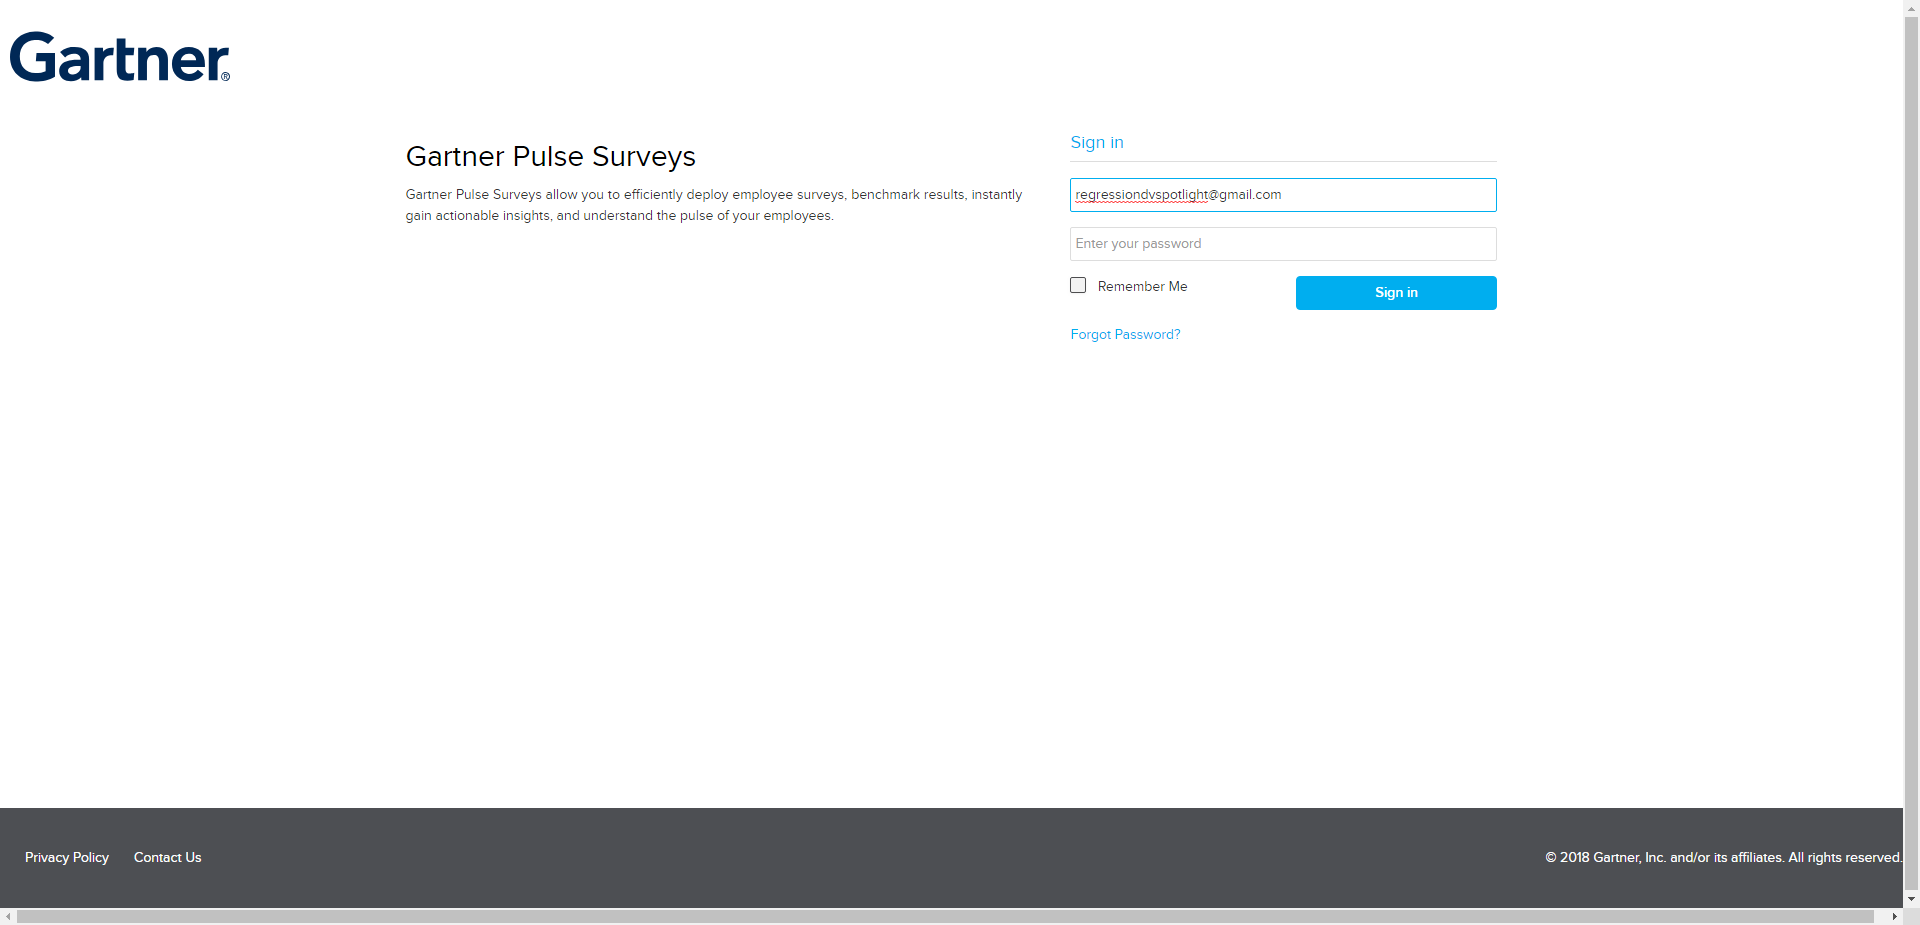 Gartner®
Gartner Pulse Surveys
Gartner Pulse Surveys allow you to efficiently deploy employee surveys, benchmark results, instantly
gain actionable insights, and understand the pulse of your employees.
Sign in
regressiondvspotlight@gmail.com
Enter your password
Remember Me
Sign in
Forgot Password?
Privacy Policy
Contact Us
© 2018 Gartner, Inc. and/or its affiliates. All rights reserved.